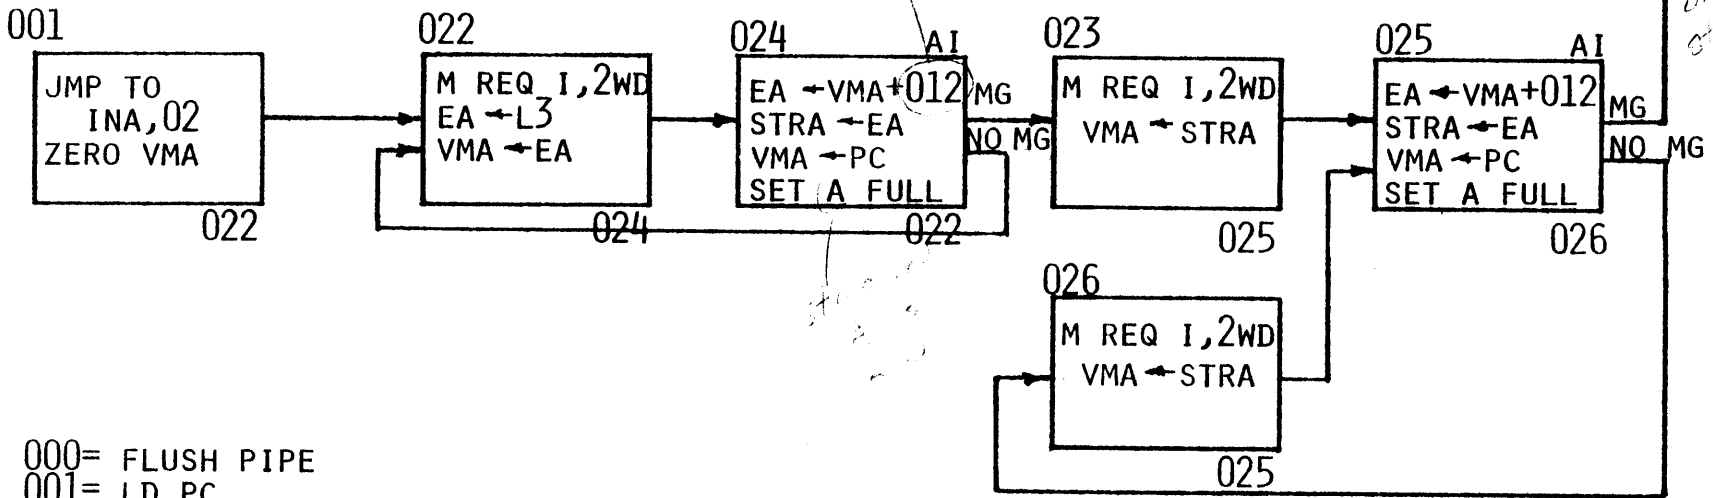 001
JMP TO
INA,02
ZERO VMA
022
022
M REQ I,2WD
EA ←L3
VMA ←EA
024
024
AI
EA ←VMA+012
STRA ←EA
VMA ←PC
SET A FULL
022
MG
NO MG
023
M REQ I,2WD
VMA ← STRA
025
025
AI
EA ←VMA+012
STRA ←EA
VMA ←PC
SET A FULL
026
MG
NO MG
026
M REQ I,2WD
VMA ← STRA
025
000= FLUSH PIPE
001= LD PC